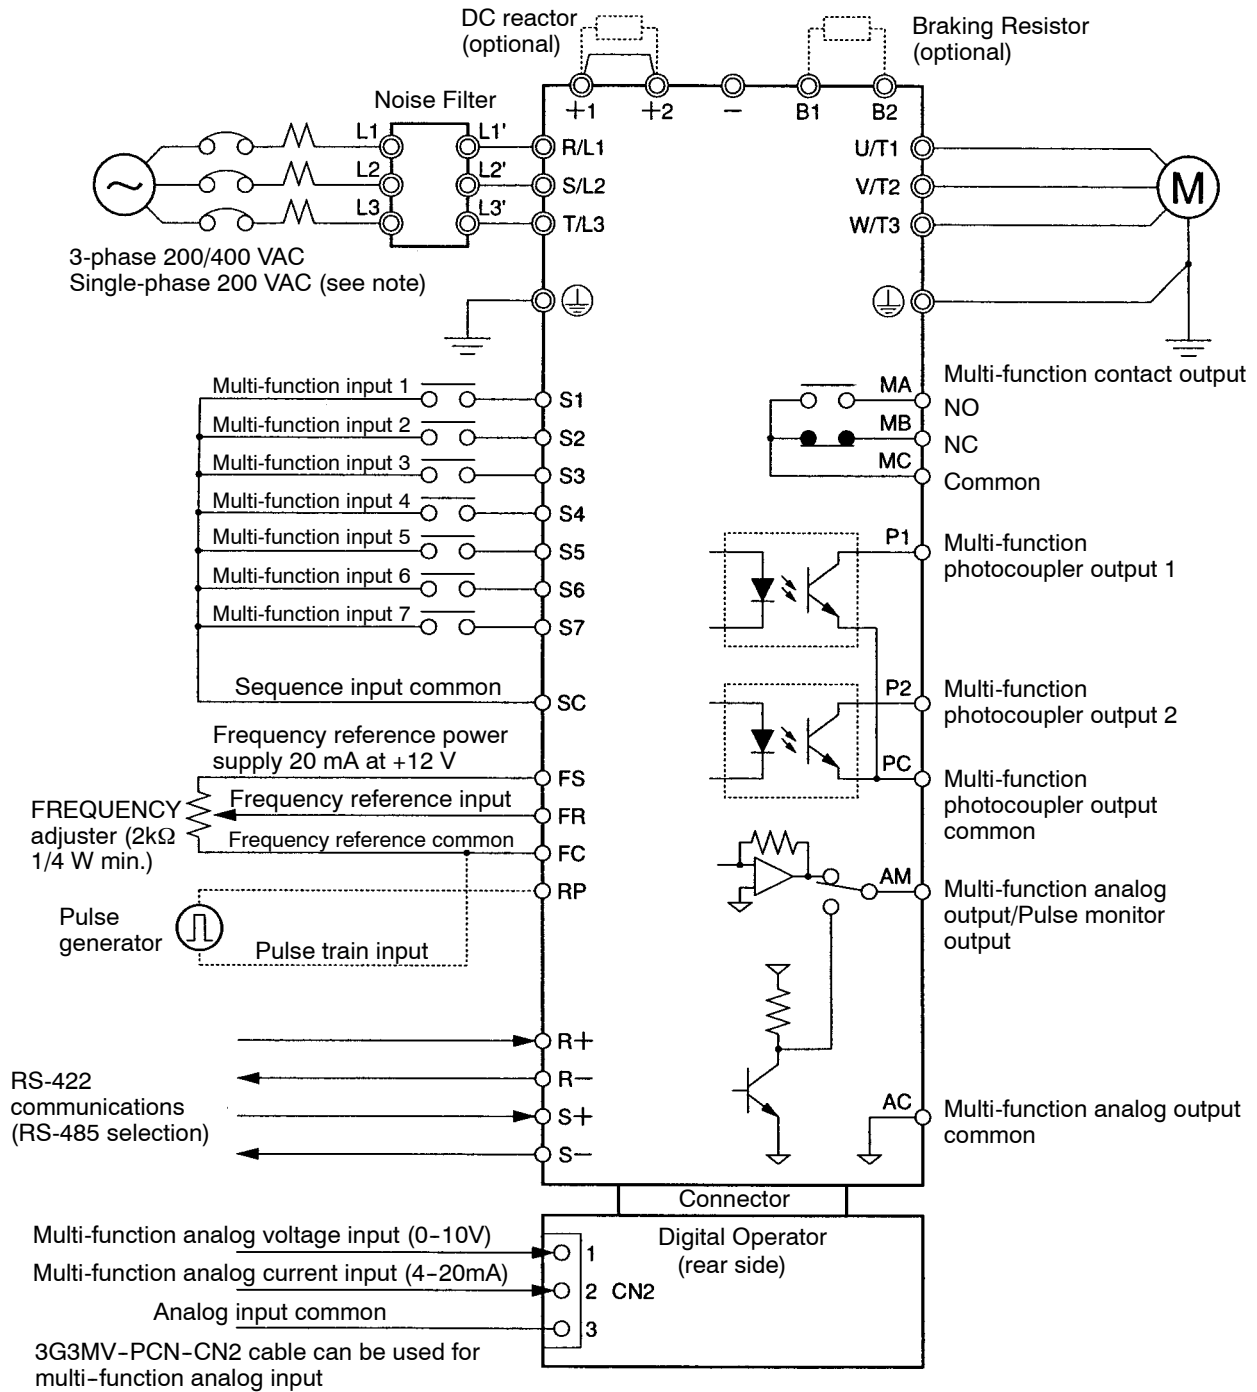 DC reactor
(optional)
Braking Resistor
(optional)
+1
+2
−
B1
B2
Noise Filter
L1
L1'
R/L1
U/T1
L2
L2'
S/L2
V/T2
M
L3
L3'
T/L3
W/T3
3-phase 200/400 VAC
Single-phase 200 VAC (see note)
Multi-function input 1
S1
Multi-function input 2
S2
Multi-function input 3
S3
Multi-function input 4
S4
Multi-function input 5
S5
Multi-function input 6
S6
Multi-function input 7
S7
Sequence input common
SC
MA
Multi-function contact output
NO
MB
NC
MC
Common
P1
Multi-function
photocoupler output 1
P2
Multi-function
photocoupler output 2
PC
Multi-function
photocoupler output
common
Frequency reference power
supply 20 mA at +12 V
FS
FREQUENCY
adjuster (2kΩ
1/4 W min.)
Frequency reference input
FR
Frequency reference common
FC
RP
Pulse
generator
Pulse train input
AM
Multi-function analog
output/Pulse monitor
output
RS-422
communications
(RS-485 selection)
R+
R−
S+
S−
AC
Multi-function analog output
common
Connector
Digital Operator
(rear side)
Multi-function analog voltage input (0-10V)
1
Multi-function analog current input (4-20mA)
2
CN2
Analog input common
3
3G3MV-PCN-CN2 cable can be used for
multi-function analog input